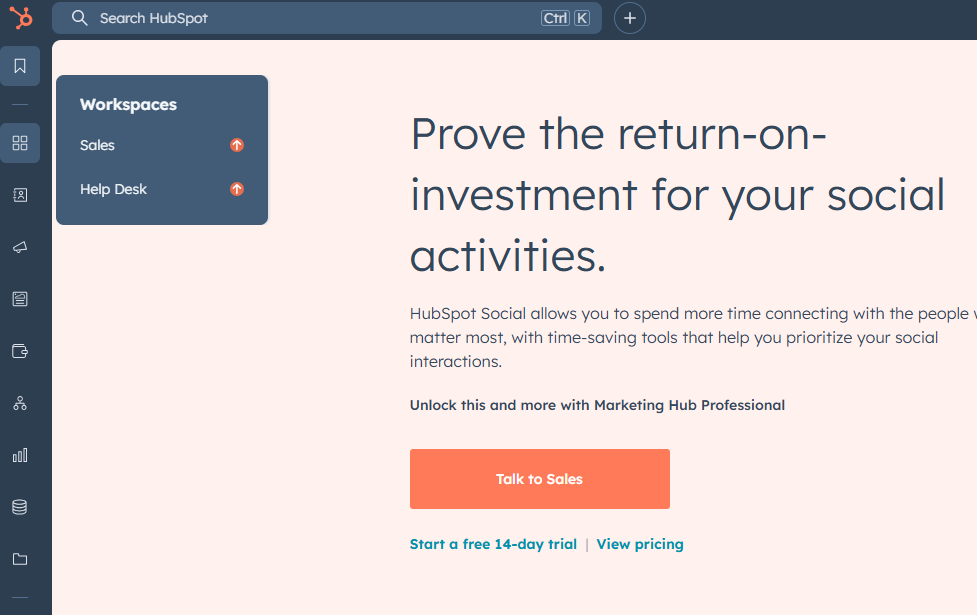 Search HubSpot Ctrl K
Workspaces
Sales
Help Desk
Prove the return-on-
investment for your social
activities.
HubSpot Social allows you to spend more time connecting with the people
matter most, with time-saving tools that help you prioritize your social
interactions.
Unlock this and more with Marketing Hub Professional
Talk to Sales
Start a free 14-day trial | View pricing